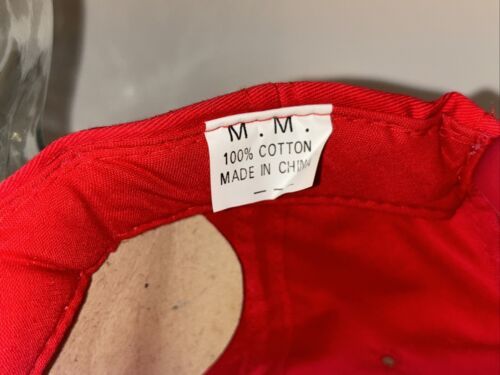 M. M.
100% COTTON
MADE IN CHINA
— —